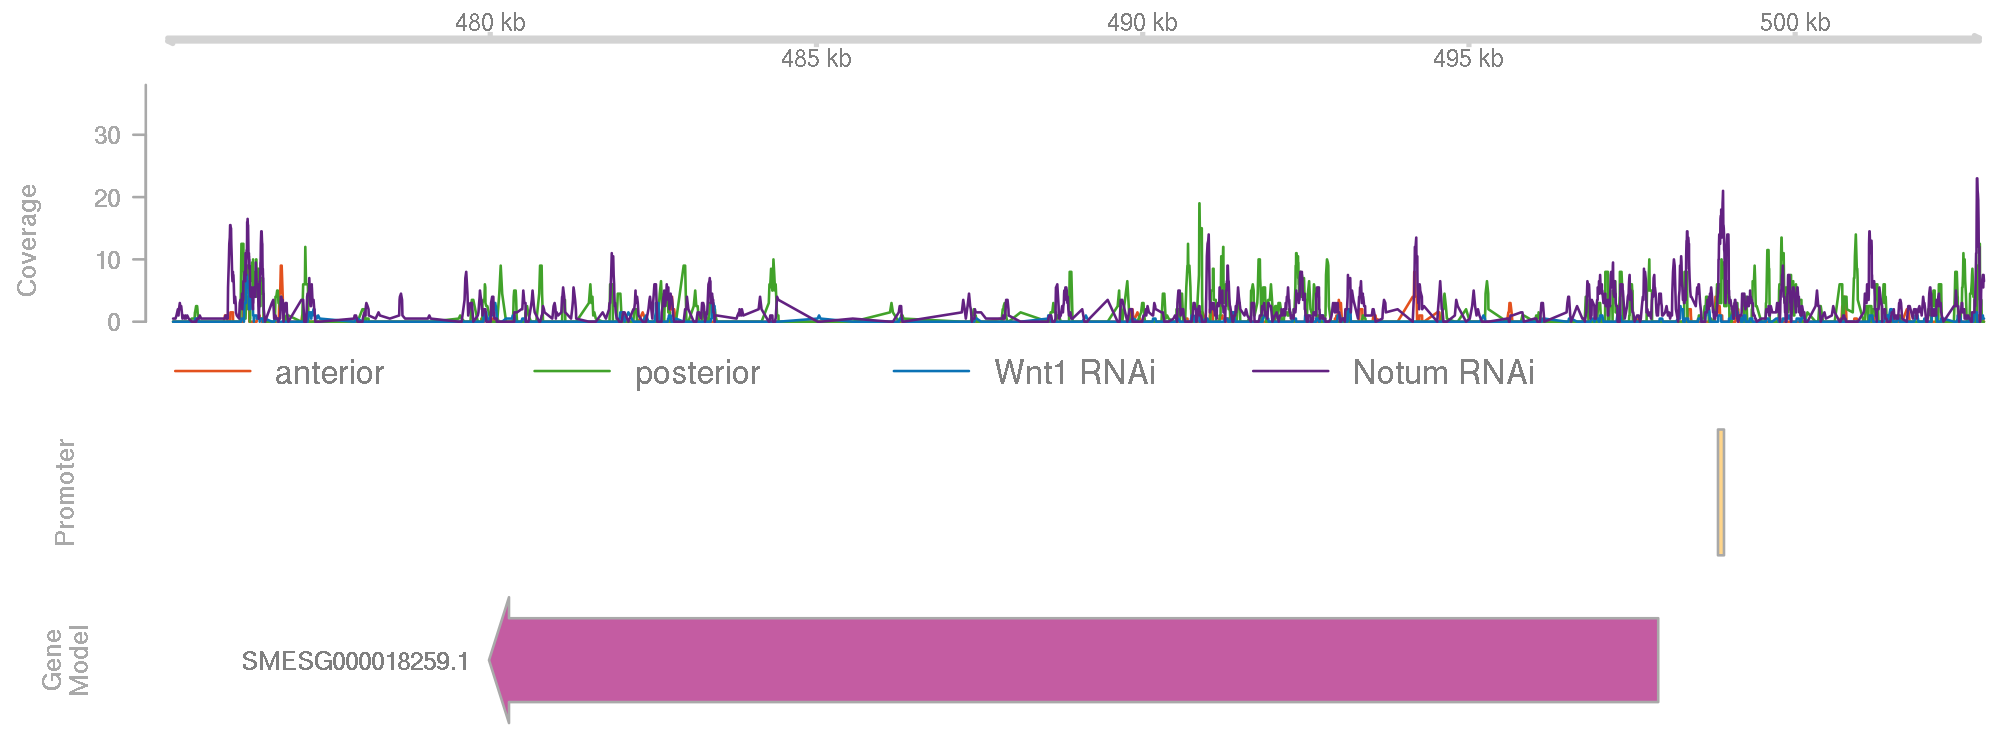 480 kb
490 kb
500 kb
485 kb
495 kb
Coverage
30
20
10
0
0
anterior
posterior
Wnt1 RNAi
Notum RNAi
Promoter
Gene
Model
SMESG000018259.1